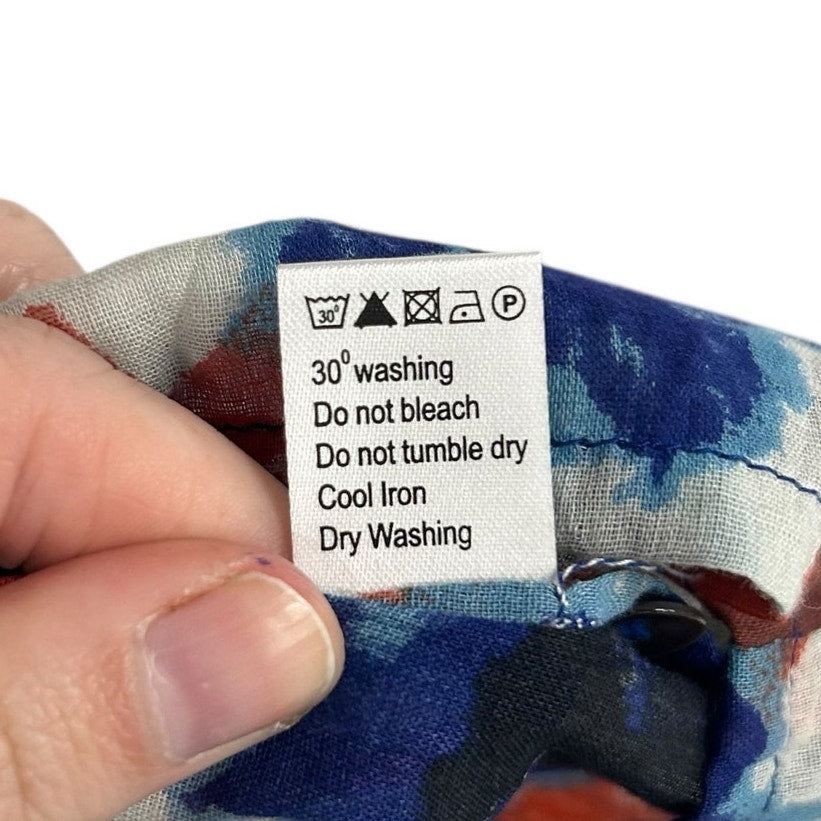 30° P
30⁰ washing
Do not bleach
Do not tumble dry
Cool Iron
Dry Washing